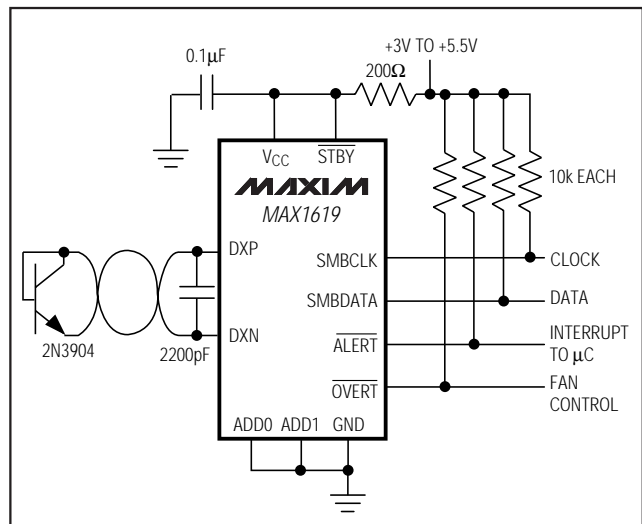 +3V TO +5.5V
0.1µF
200Ω
VCC
STBY
10k EACH
MAXIM
MAX1619
DXP
SMBCLK
CLOCK
SMBDATA
DATA
DXN
2N3904
2200pF
ALERT
INTERRUPT
TO µC
OVERT
FAN
CONTROL
ADD0 ADD1 GND